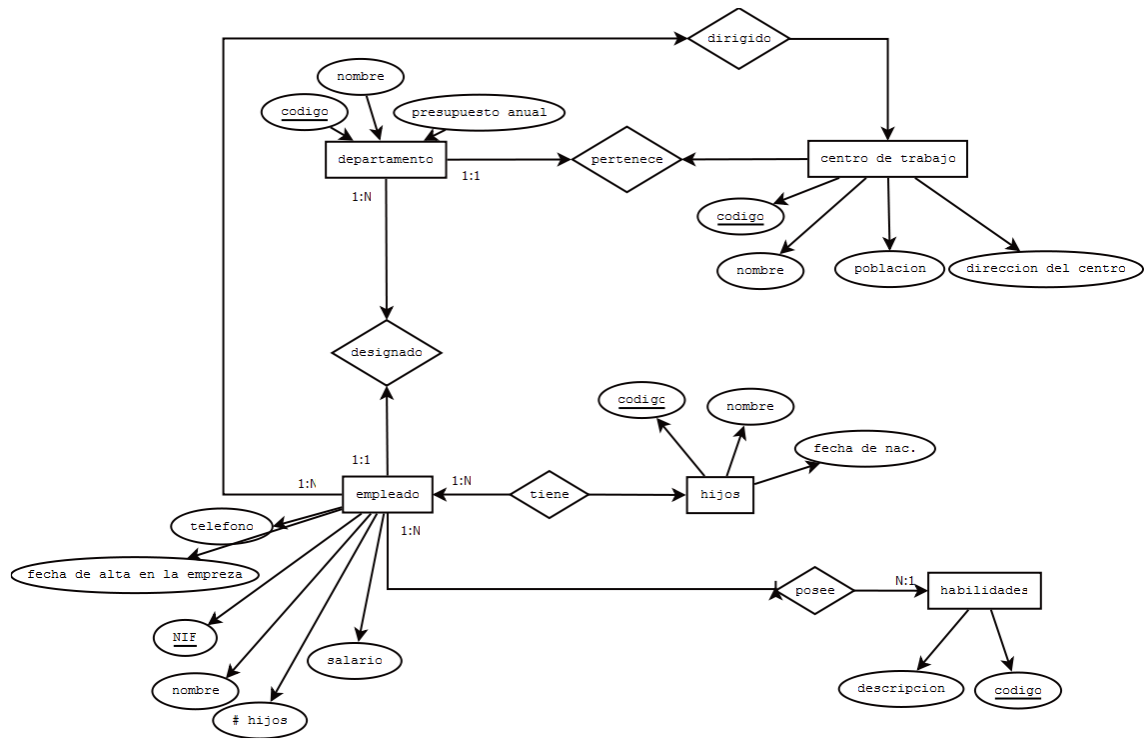 dirigido
nombre
codigo
presupuesto anual
departamento
pertenece
centro de trabajo
1:1
1:N
codigo
nombre
poblacion
direccion del centro
designado
codigo
nombre
fecha de nac.
1:1
1:N
empleado
1:N
tiene
hijos
telefono
1:N
fecha de alta en la empreza
posee
N:1
habilidades
NIF
salario
nombre
descripcion
codigo
# hijos